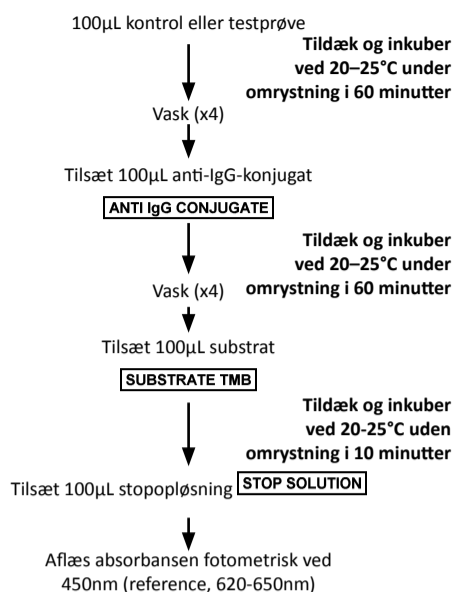 100µL kontrol eller testprøve
Tildæk og inkuber
ved 20–25°C under
omrystning i 60 minutter
Vask (x4)
Tilsæt 100µL anti-IgG-konjugat
ANTI IgG CONJUGATE
Tildæk og inkuber
ved 20–25°C under
omrystning i 60 minutter
Vask (x4)
Tilsæt 100µL substrat
SUBSTRATE TMB
Tildæk og inkuber
ved 20-25°C uden
omrystning i 10 minutter
Tilsæt 100µL stopopløsning STOP SOLUTION
Aflæs absorbansen fotometrisk ved
450nm (reference, 620-650nm)